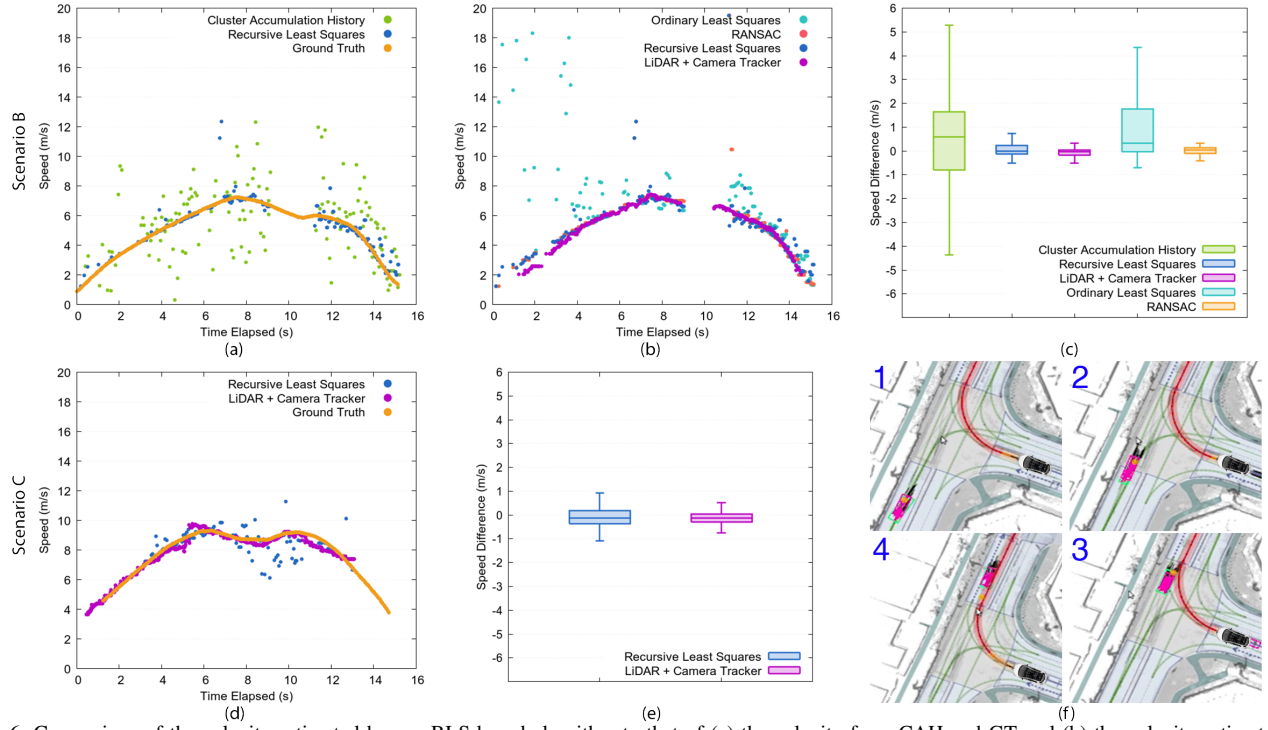 Scenario B
Speed (m/s)
20
18
16
14
12
10
8
6
4
2
0
Cluster Accumulation History
Recursive Least Squares
Ground Truth
0 2 4 6 8 10 12 14 16
Time Elapsed (s)
(a)
Speed (m/s)
20
18
16
14
12
10
8
6
4
2
0
Ordinary Least Squares
RANSAC
Recursive Least Squares
LiDAR + Camera Tracker
0 2 4 6 8 10 12 14 16
Time Elapsed (s)
(b)
Speed Difference (m/s)
6
5
4
3
2
1
0
-1
-2
-3
-4
-5
-6
Cluster Accumulation History
Recursive Least Squares
LiDAR + Camera Tracker
Ordinary Least Squares
RANSAC
(c)
Scenario C
Speed (m/s)
20
18
16
14
12
10
8
6
4
2
0
Recursive Least Squares
LiDAR + Camera Tracker
Ground Truth
0 2 4 6 8 10 12 14 16
Time Elapsed (s)
(d)
Speed Difference (m/s)
6
5
4
3
2
1
0
-1
-2
-3
-4
-5
-6
Recursive Least Squares
LiDAR + Camera Tracker
(e)
1
2
4
3
(f)